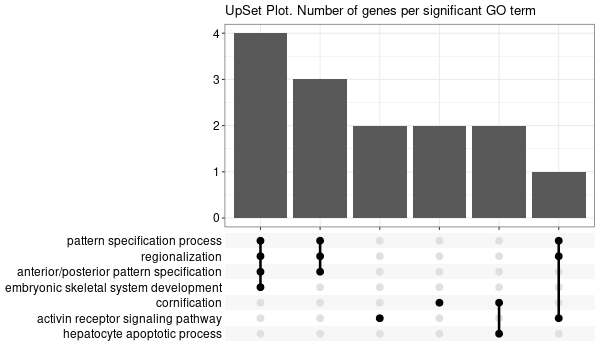 UpSet Plot. Number of genes per significant GO term
4
3
2
1
0
pattern specification process
regionalization
anterior/posterior pattern specification
embryonic skeletal system development
cornification
activin receptor signaling pathway
hepatocyte apoptotic process